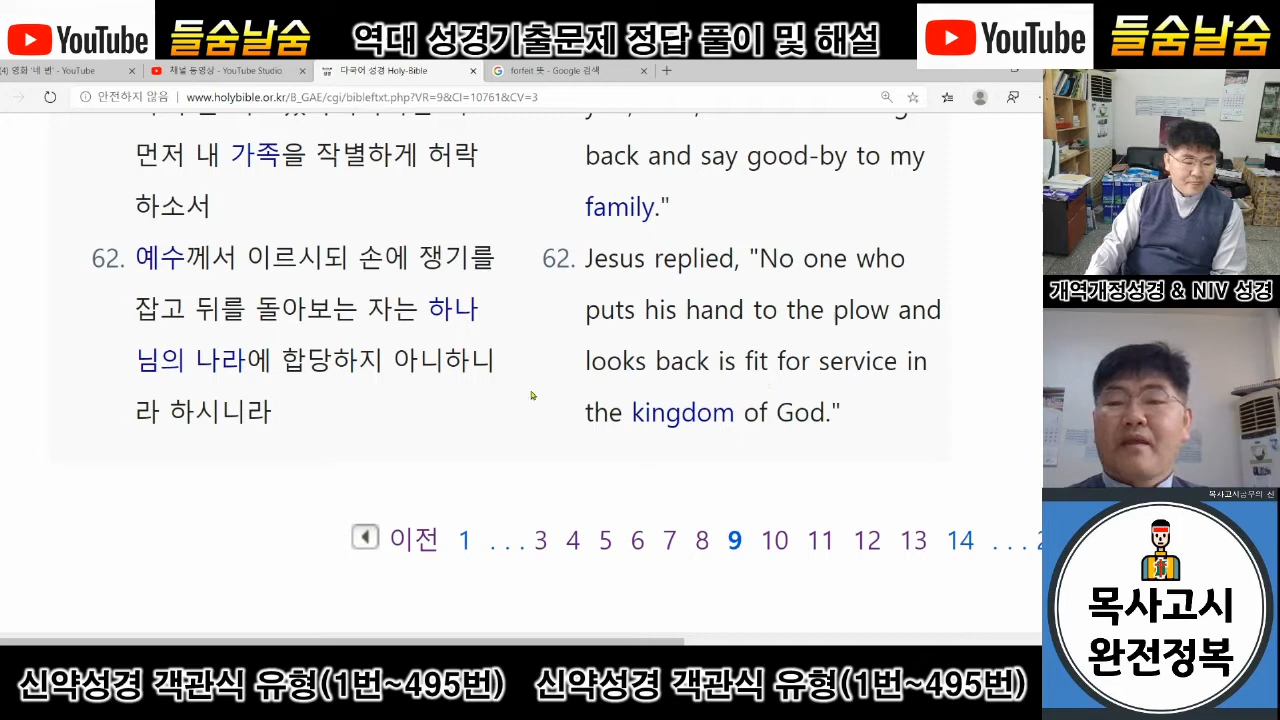 YouTube
들숨날숨
역대 성경기출문제 정답 풀이 및 해설
YouTube
들숨날숨
채널 동영상 - YouTube Studio
다국어 성경 Holy-Bible
forfeit 뜻 - Google 검색
안전하지 않음 | www.holybible.or.kr/B_GAE/cgi/bibleftxt.php?VR=9&CI=10761&CV=
먼저 내 가족을 작별하게 허락
하소서
62. 예수께서 이르시되 손에 쟁기를
잡고 뒤를 돌아보는 자는 하나
님의 나라에 합당하지 아니하니
라 하시니라
back and say good-by to my
family."
62. Jesus replied, "No one who
puts his hand to the plow and
looks back is fit for service in
the kingdom of God."
이전 1 ... 3 4 5 6 7 8 9 10 11 12 13 14 ...
개역개정성경 & NIV 성경
목사고시
완전정복
신약성경 객관식 유형(1번~495번) 신약성경 객관식 유형(1번~495번)